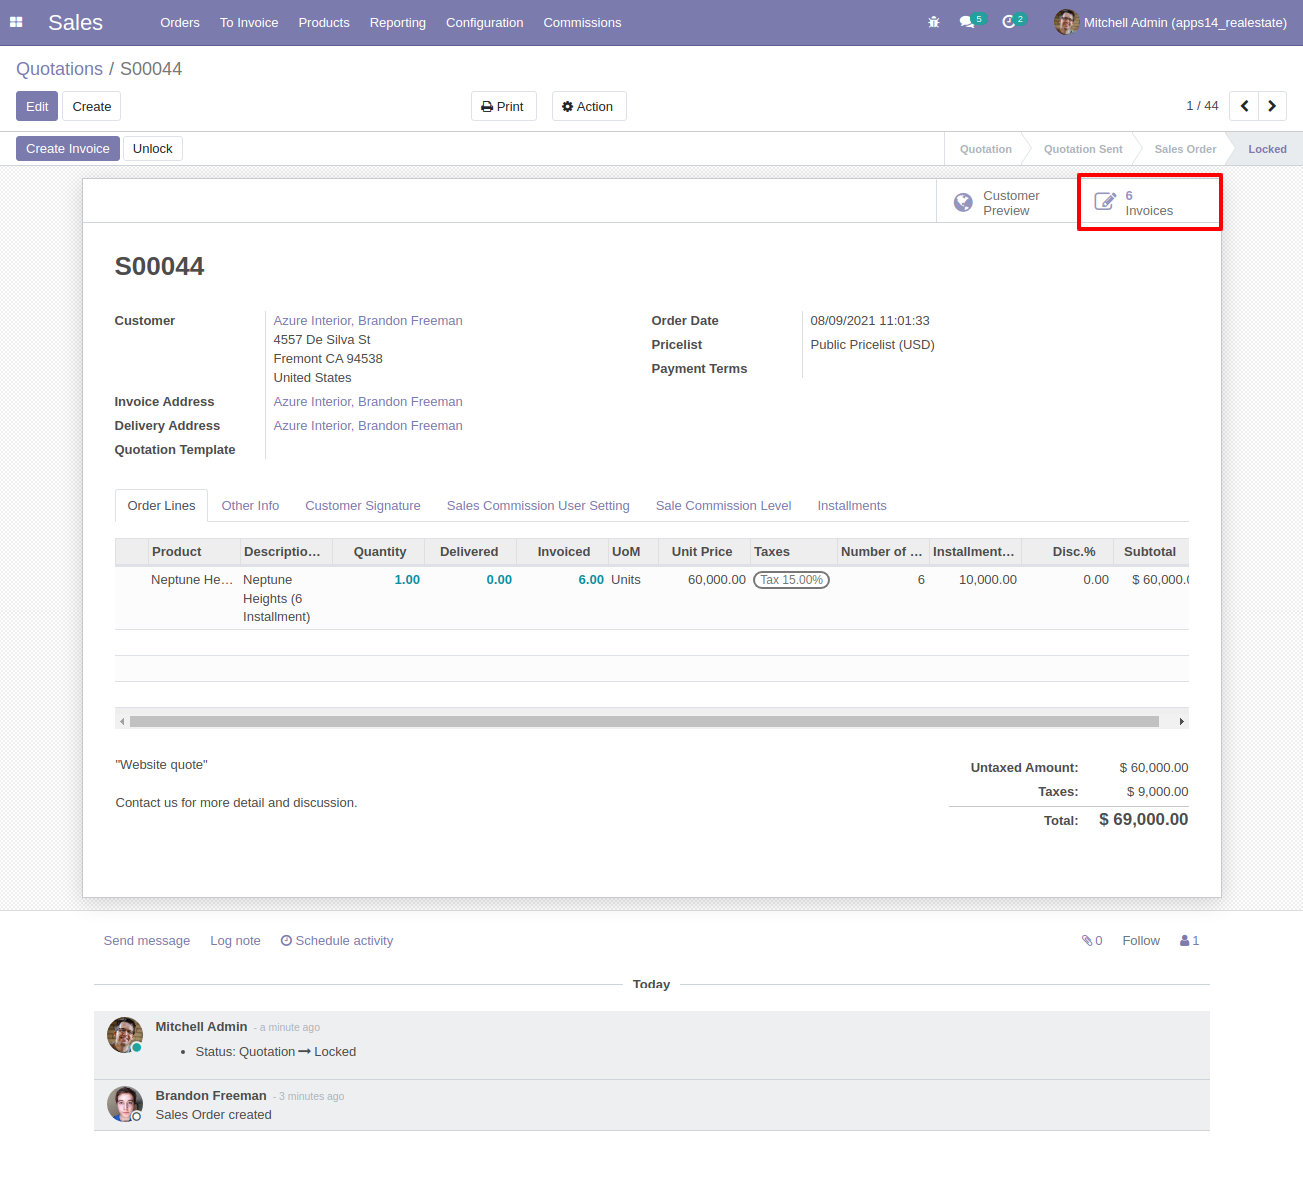 Sales Orders To Invoice Products Reporting Configuration Commissions 5 2 Mitchell Admin (apps14_realestate)
Quotations / S00044
Edit Create Print Action 1 / 44
Create Invoice Unlock Quotation Quotation Sent Sales Order Locked
Customer Preview
6 Invoices
S00044
Customer Azure Interior, Brandon Freeman
4557 De Silva St
Fremont CA 94538
United States
Invoice Address Azure Interior, Brandon Freeman
Delivery Address Azure Interior, Brandon Freeman
Quotation Template
Order Date 08/09/2021 11:01:33
Pricelist Public Pricelist (USD)
Payment Terms
Order Lines Other Info Customer Signature Sales Commission User Setting Sale Commission Level Installments
Product Descriptio... Quantity Delivered Invoiced UoM Unit Price Taxes Number of ... Installment... Disc.% Subtotal
Neptune He... Neptune 1.00 0.00 6.00 Units 60,000.00 Tax 15.00% 6 10,000.00 0.00 $ 60,000.0
Heights (6
Installment)
"Website quote"
Contact us for more detail and discussion.
Untaxed Amount: $ 60,000.00
Taxes: $ 9,000.00
Total: $ 69,000.00
Send message Log note Schedule activity 0 Follow 1
Today
Mitchell Admin - a minute ago
• Status: Quotation → Locked
Brandon Freeman - 3 minutes ago
Sales Order created